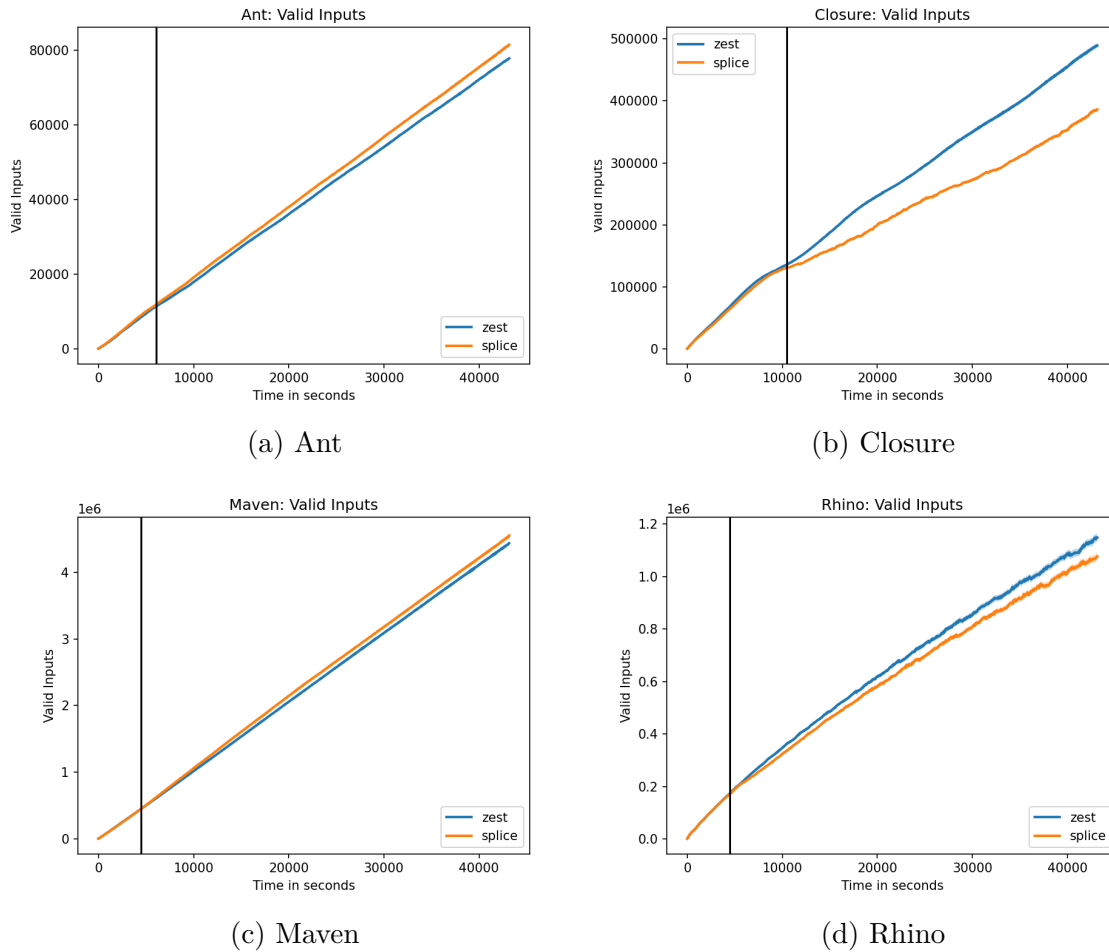 Ant: Valid Inputs
80000
60000
40000
20000
0
Valid Inputs
zest
splice
0 10000 20000 30000 40000
Time in seconds
(a) Ant
Closure: Valid Inputs
zest
splice
500000
400000
300000
200000
100000
0
Valid Inputs
0 10000 20000 30000 40000
Time in seconds
(b) Closure
Maven: Valid Inputs
1e6
4
3
2
1
0
Valid Inputs
zest
splice
0 10000 20000 30000 40000
Time in seconds
(c) Maven
Rhino: Valid Inputs
1e6
1.2
1.0
0.8
0.6
0.4
0.2
0.0
Valid Inputs
zest
splice
0 10000 20000 30000 40000
Time in seconds
(d) Rhino